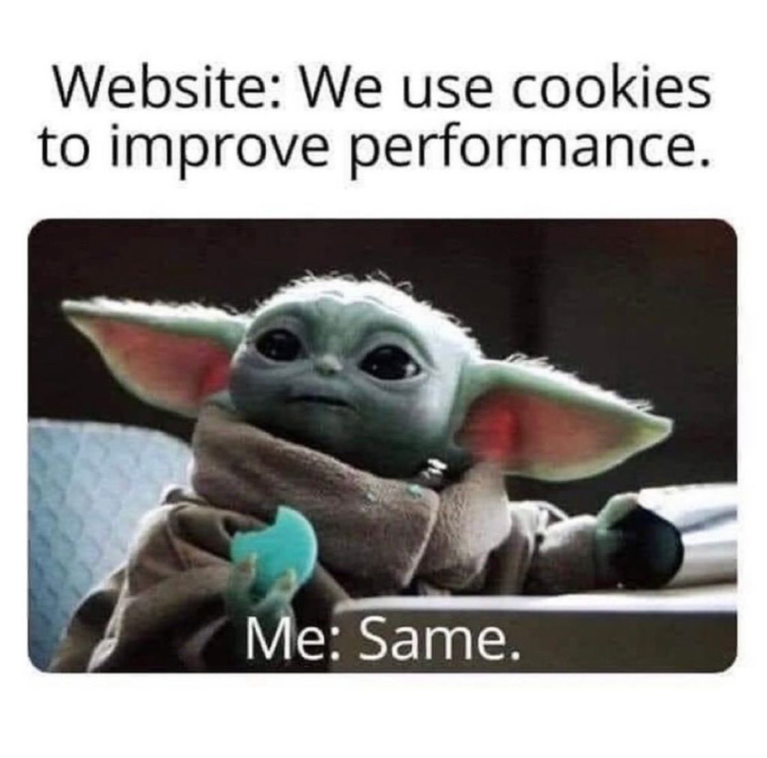 Website: We use cookies
to improve performance.
Me: Same.